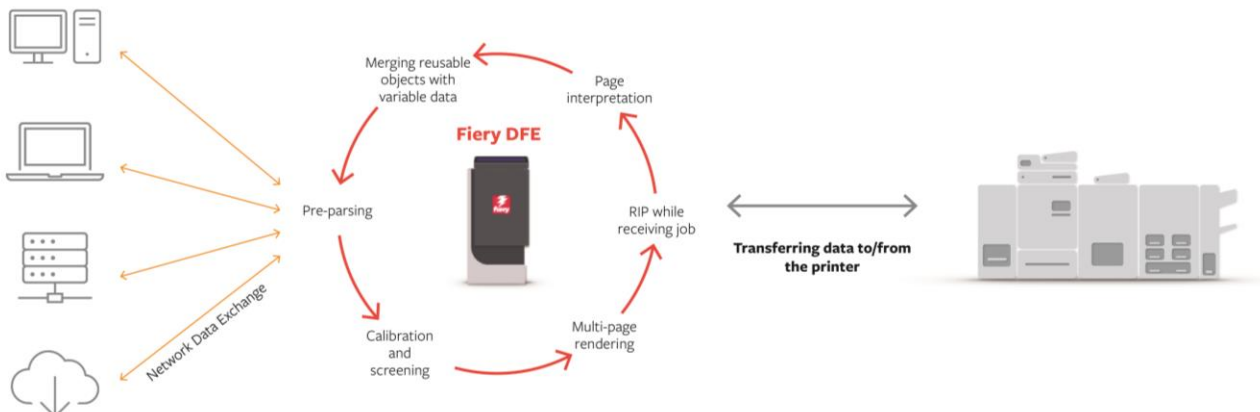 Merging reusable
objects with
variable data
Page
interpretation
Fiery DFE
fiery
Pre-parsing
RIP while
receiving job
Transferring data to/from
the printer
Network Data Exchange
Calibration
and
screening
Multi-page
rendering